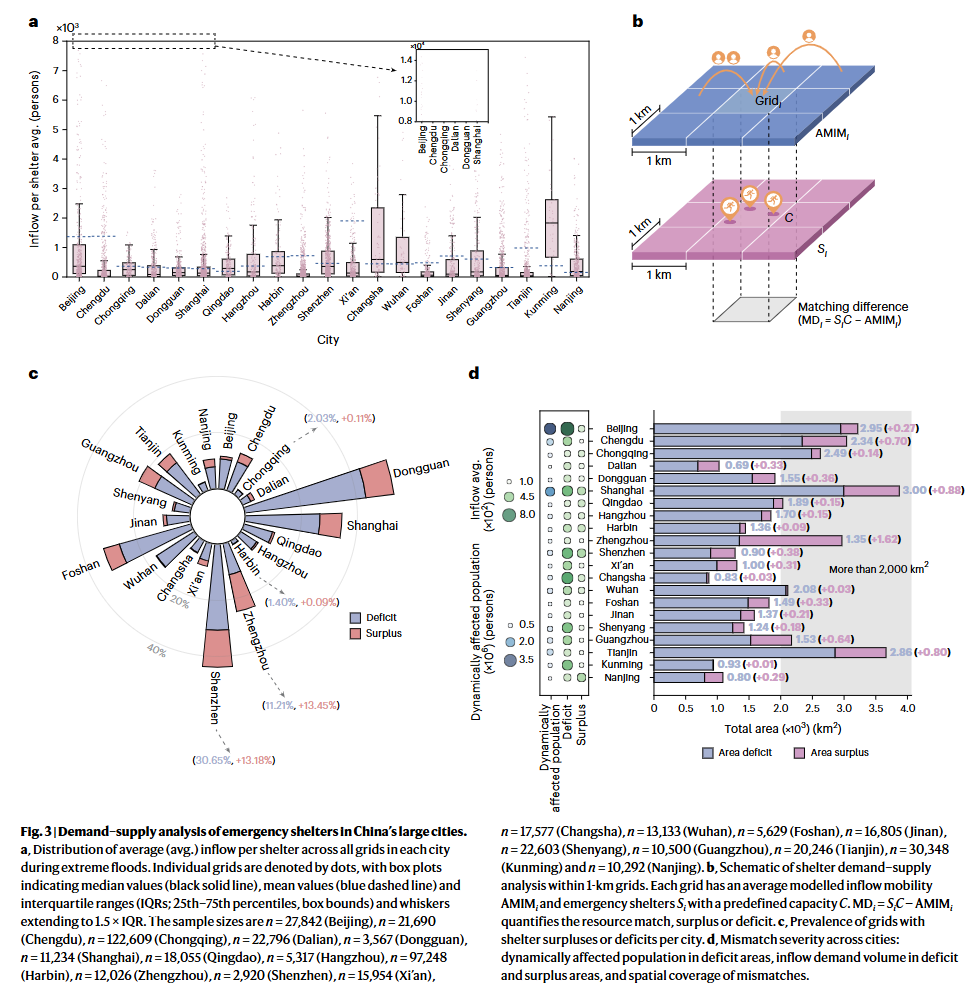 a
×10³
8
7
6
5
4
3
2
1
0
Inflow per shelter avg. (persons)
×10⁴
1.4
1.2
1.0
0.8
Beijing
Chengdu
Chongqing
Dalian
Dongguan
Shanghai
Beijing
Chengdu
Chongqing
Dalian
Dongguan
Shanghai
Qingdao
Hangzhou
Harbin
Zhengzhou
Shenzhen
Xi'an
Changsha
Wuhan
Foshan
Jinan
Shenyang
Guangzhou
Tianjin
Kunming
Nanjing
City
b
Gridᵢ
1 km
1 km
AMIMᵢ
C
1 km
1 km
Sᵢ
Matching difference
(MDᵢ = SᵢC − AMIMᵢ)
c
Nanjing
Beijing
Chengdu
Chongqing
Dalian
Dongguan
Shanghai
Qingdao
Hangzhou
Harbin
Zhengzhou
Shenzhen
Xi'an
Changsha
Wuhan
Foshan
Jinan
Shenyang
Guangzhou
Tianjin
Kunming
20%
40%
(2.03%, +0.11%)
(1.40%, +0.09%)
(11.21%, +13.45%)
(30.65%, +13.18%)
Deficit
Surplus
d
Inflow avg.
(×10²) (persons)
1.0
4.5
8.0
Dynamically affected population
(×10⁶) (persons)
0.5
2.0
3.5
Dynamically
affected population
Deficit
Surplus
Beijing 2.95 (+0.27)
Chengdu 2.34 (+0.70)
Chongqing 2.49 (+0.14)
Dalian 0.69 (+0.33)
Dongguan 1.55 (+0.36)
Shanghai 3.00 (+0.88)
Qingdao 1.89 (+0.15)
Hangzhou 1.70 (+0.15)
Harbin 1.36 (+0.09)
Zhengzhou 1.35 (+1.62)
Shenzhen 0.90 (+0.38)
Xi'an 1.00 (+0.31)
More than 2,000 km²
Changsha 0.83 (+0.03)
Wuhan 2.08 (+0.03)
Foshan 1.49 (+0.33)
Jinan 1.37 (+0.21)
Shenyang 1.24 (+0.18)
Guangzhou 1.53 (+0.64)
Tianjin 2.86 (+0.80)
Kunming 0.93 (+0.01)
Nanjing 0.80 (+0.29)
0 0.5 1.0 1.5 2.0 2.5 3.0 3.5 4.0
Total area (×10³) (km²)
Area deficit
Area surplus
Fig. 3 | Demand–supply analysis of emergency shelters in China's large cities.
a, Distribution of average (avg.) inflow per shelter across all grids in each city
during extreme floods. Individual grids are denoted by dots, with box plots
indicating median values (black solid line), mean values (blue dashed line) and
interquartile ranges (IQRs; 25th–75th percentiles, box bounds) and whiskers
extending to 1.5 × IQR. The sample sizes are n = 27,842 (Beijing), n = 21,690
(Chengdu), n = 122,609 (Chongqing), n = 22,796 (Dalian), n = 3,567 (Dongguan),
n = 11,234 (Shanghai), n = 18,055 (Qingdao), n = 5,317 (Hangzhou), n = 97,248
(Harbin), n = 12,026 (Zhengzhou), n = 2,920 (Shenzhen), n = 15,954 (Xi'an),
n = 17,577 (Changsha), n = 13,133 (Wuhan), n = 5,629 (Foshan), n = 16,805 (Jinan),
n = 22,603 (Shenyang), n = 10,500 (Guangzhou), n = 20,246 (Tianjin), n = 30,348
(Kunming) and n = 10,292 (Nanjing). b, Schematic of shelter demand–supply
analysis within 1-km grids. Each grid has an average modelled inflow mobility
AMIMᵢ and emergency shelters Sᵢ with a predefined capacity C. MDᵢ = SᵢC − AMIMᵢ
quantifies the resource match, surplus or deficit. c, Prevalence of grids with
shelter surpluses or deficits per city. d, Mismatch severity across cities:
dynamically affected population in deficit areas, inflow demand volume in deficit
and surplus areas, and spatial coverage of mismatches.